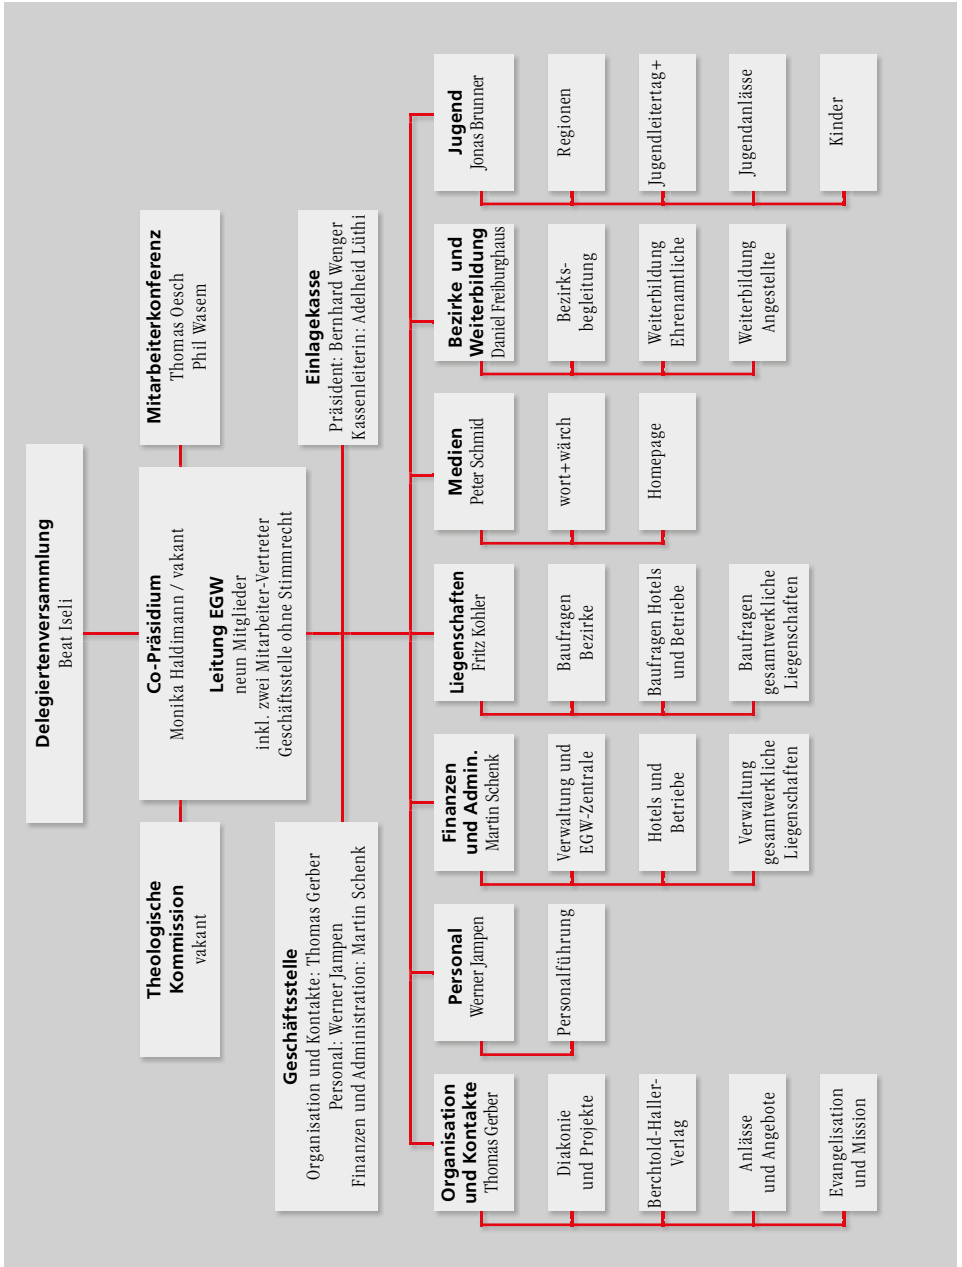 Delegiertenversammlung
Beat Iseli
Theologische
Kommission
vakant
Co-Präsidium
Monika Haldimann / vakant
Leitung EGW
neun Mitglieder
inkl. zwei Mitarbeiter-Vertreter
Geschäftsstelle ohne Stimmrecht
Mitarbeiterkonferenz
Thomas Oesch
Phil Wasem
Geschäftsstelle
Organisation und Kontakte: Thomas Gerber
Personal: Werner Jampen
Finanzen und Administration: Martin Schenk
Einlagekasse
Präsident: Bernhard Wenger
Kassenleiterin: Adelheid Lüthi
Organisation
und Kontakte
Thomas Gerber
Diakonie
und Projekte
Berchtold-Haller-
Verlag
Anlässe
und Angebote
Evangelisation
und Mission
Personal
Werner Jampen
Personalführung
Finanzen
und Admin.
Martin Schenk
Verwaltung und
EGW-Zentrale
Hotels und
Betriebe
Verwaltung
gesamtwerkliche
Liegenschaften
Liegenschaften
Fritz Kohler
Baufragen
Bezirke
Baufragen Hotels
und Betriebe
Baufragen
gesamtwerkliche
Liegenschaften
Medien
Peter Schmid
wort+wärch
Homepage
Bezirke und
Weiterbildung
Daniel Freiburghaus
Bezirks-
begleitung
Weiterbildung
Ehrenamtliche
Weiterbildung
Angestellte
Jugend
Jonas Brunner
Regionen
Jugendleitertag+
Jugendanlässe
Kinder